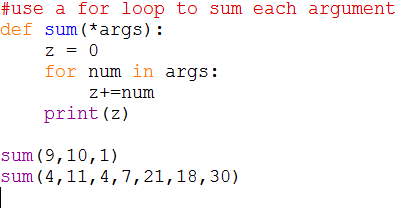 #use a for loop to sum each argument
def sum(*args):
    z = 0
    for num in args:
        z+=num
    print(z)

sum(9,10,1)
sum(4,11,4,7,21,18,30)